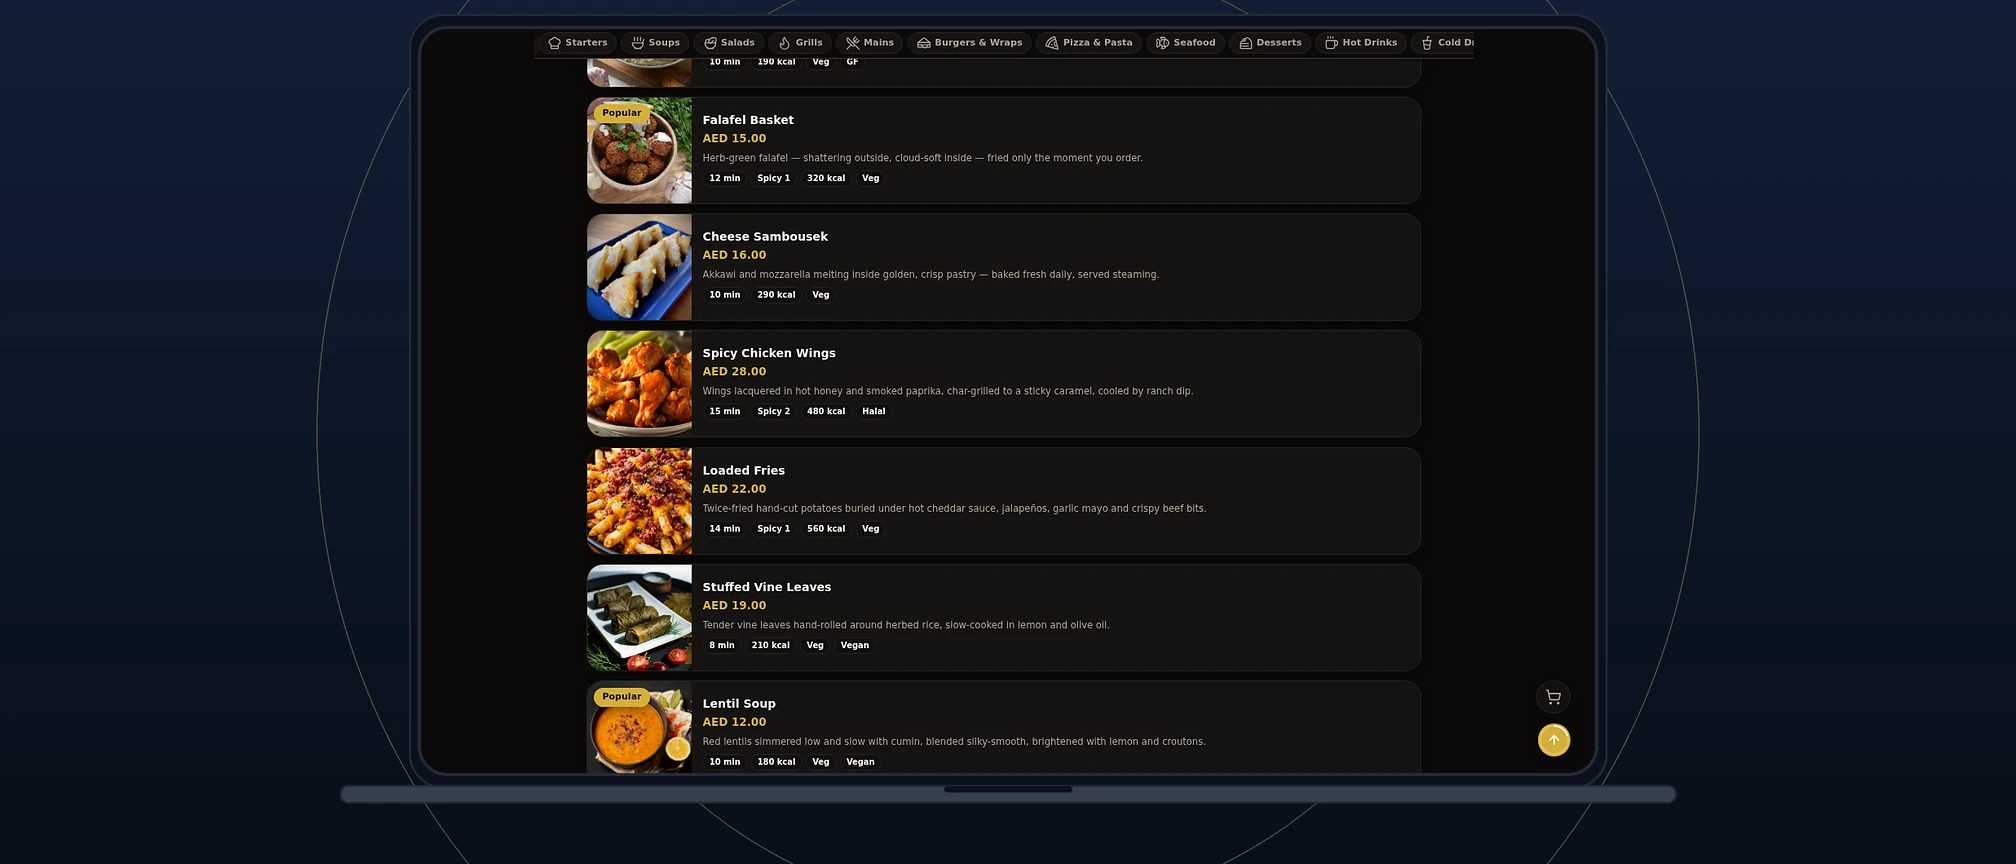 Starters Soups Salads Grills Mains Burgers & Wraps Pizza & Pasta Seafood Desserts Hot Drinks Cold Dr
10 min 190 kcal Veg GF
Popular
Falafel Basket
AED 15.00
Herb-green falafel — shattering outside, cloud-soft inside — fried only the moment you order.
12 min Spicy 1 320 kcal Veg
Cheese Sambousek
AED 16.00
Akkawi and mozzarella melting inside golden, crisp pastry — baked fresh daily, served steaming.
10 min 290 kcal Veg
Spicy Chicken Wings
AED 28.00
Wings lacquered in hot honey and smoked paprika, char-grilled to a sticky caramel, cooled by ranch dip.
15 min Spicy 2 480 kcal Halal
Loaded Fries
AED 22.00
Twice-fried hand-cut potatoes buried under hot cheddar sauce, jalapeños, garlic mayo and crispy beef bits.
14 min Spicy 1 560 kcal Veg
Stuffed Vine Leaves
AED 19.00
Tender vine leaves hand-rolled around herbed rice, slow-cooked in lemon and olive oil.
8 min 210 kcal Veg Vegan
Popular
Lentil Soup
AED 12.00
Red lentils simmered low and slow with cumin, blended silky-smooth, brightened with lemon and croutons.
10 min 180 kcal Veg Vegan